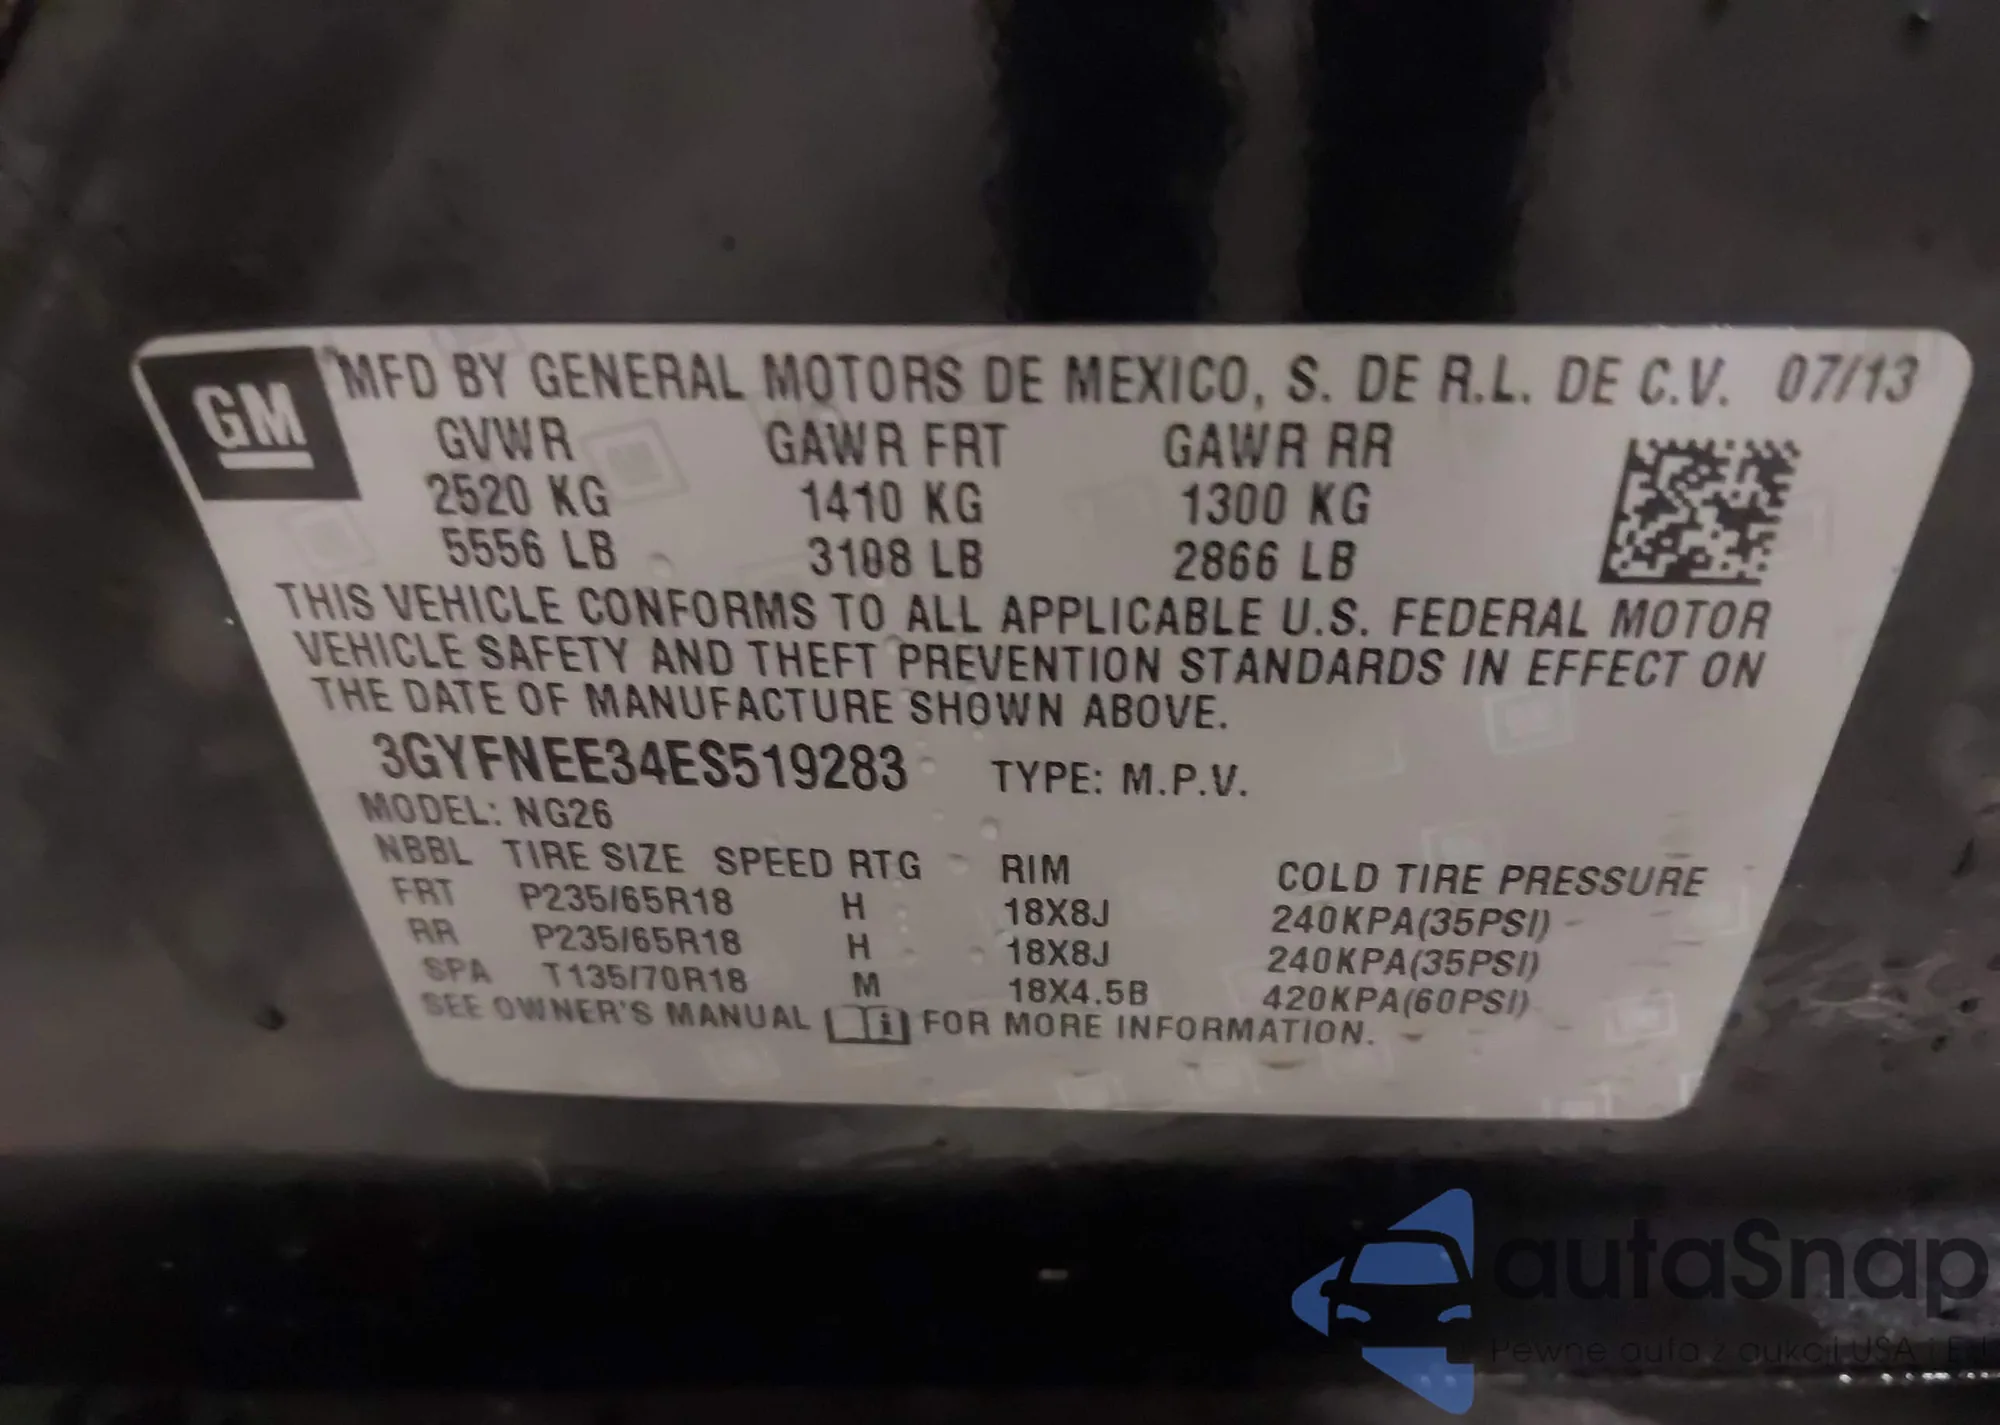 GM MFD BY GENERAL MOTORS DE MEXICO, S. DE R.L. DE C.V. 07/13
GVWR GAWR FRT GAWR RR
2520 KG 1410 KG 1300 KG
5556 LB 3108 LB 2866 LB
THIS VEHICLE CONFORMS TO ALL APPLICABLE U.S. FEDERAL MOTOR
VEHICLE SAFETY AND THEFT PREVENTION STANDARDS IN EFFECT ON
THE DATE OF MANUFACTURE SHOWN ABOVE.
3GYFNEE34ES519283 TYPE: M.P.V.
MODEL: NG26
NBBL TIRE SIZE SPEED RTG RIM COLD TIRE PRESSURE
FRT P235/65R18 H 18X8J 240KPA(35PSI)
RR P235/65R18 H 18X8J 240KPA(35PSI)
SPA T135/70R18 M 18X4.5B 420KPA(60PSI)
SEE OWNER'S MANUAL FOR MORE INFORMATION.
autaSnap
Pewne auta z aukcji USA i